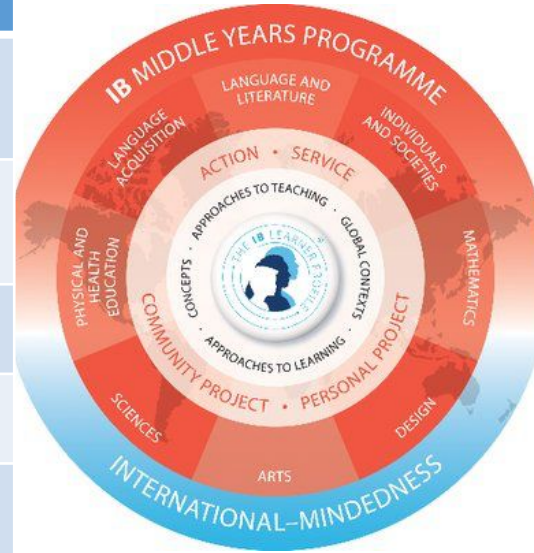 IB MIDDLE YEARS PROGRAMME
LANGUAGE AND
LITERATURE
LANGUAGE
ACQUISITION
INDIVIDUALS
AND SOCIETIES
PHYSICAL AND
HEALTH
EDUCATION
MATHEMATICS
SCIENCES
ARTS
DESIGN
ACTION • SERVICE
COMMUNITY PROJECT • PERSONAL PROJECT
APPROACHES TO TEACHING • GLOBAL CONTEXTS •
CONCEPTS • APPROACHES TO LEARNING •
THE IB LEARNER PROFILE
INTERNATIONAL–MINDEDNESS